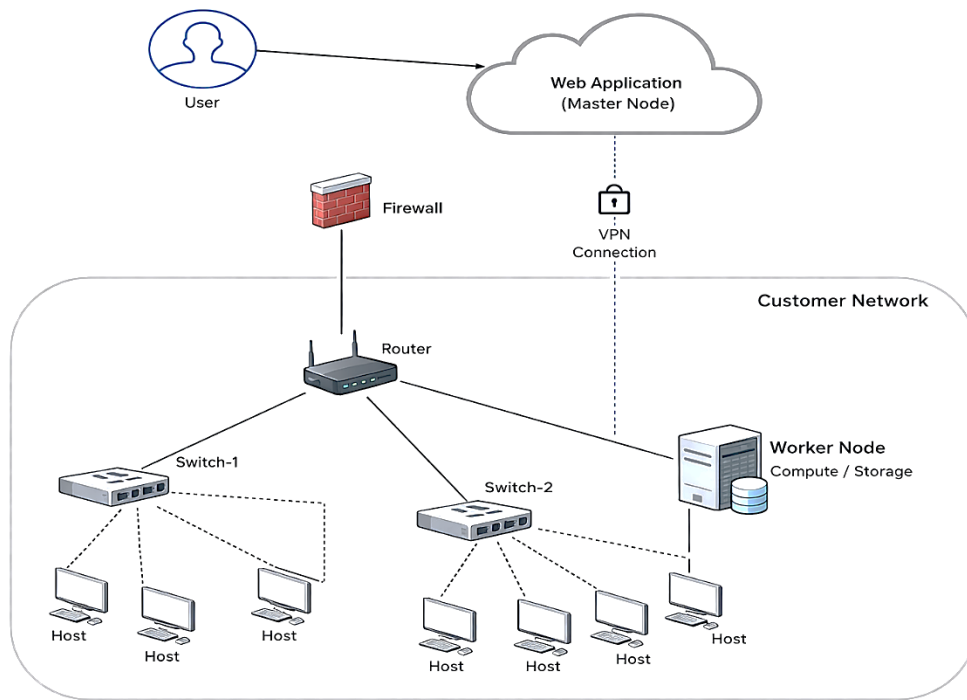 User
Web Application
(Master Node)
Firewall
VPN
Connection
Customer Network
Router
Switch-1
Switch-2
Worker Node
Compute / Storage
Host
Host
Host
Host
Host
Host
Host